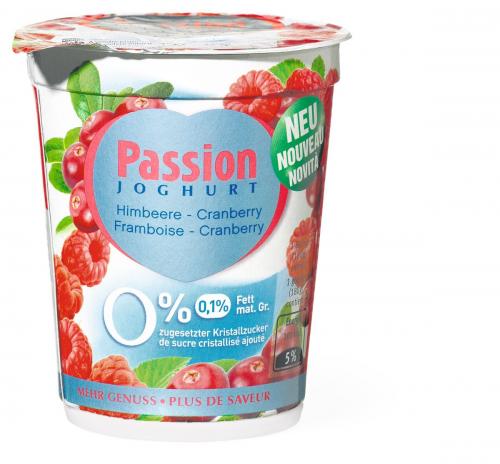 NEU
NOUVEAU
NOVITÀ
Passion
JOGHURT
Himbeere - Cranberry
Framboise - Cranberry
0% 0,1% Fett
mat. Gr.
zugesetzter Kristallzucker
de sucre cristallisé ajouté
5%
MEHR GENUSS • PLUS DE SAVEUR